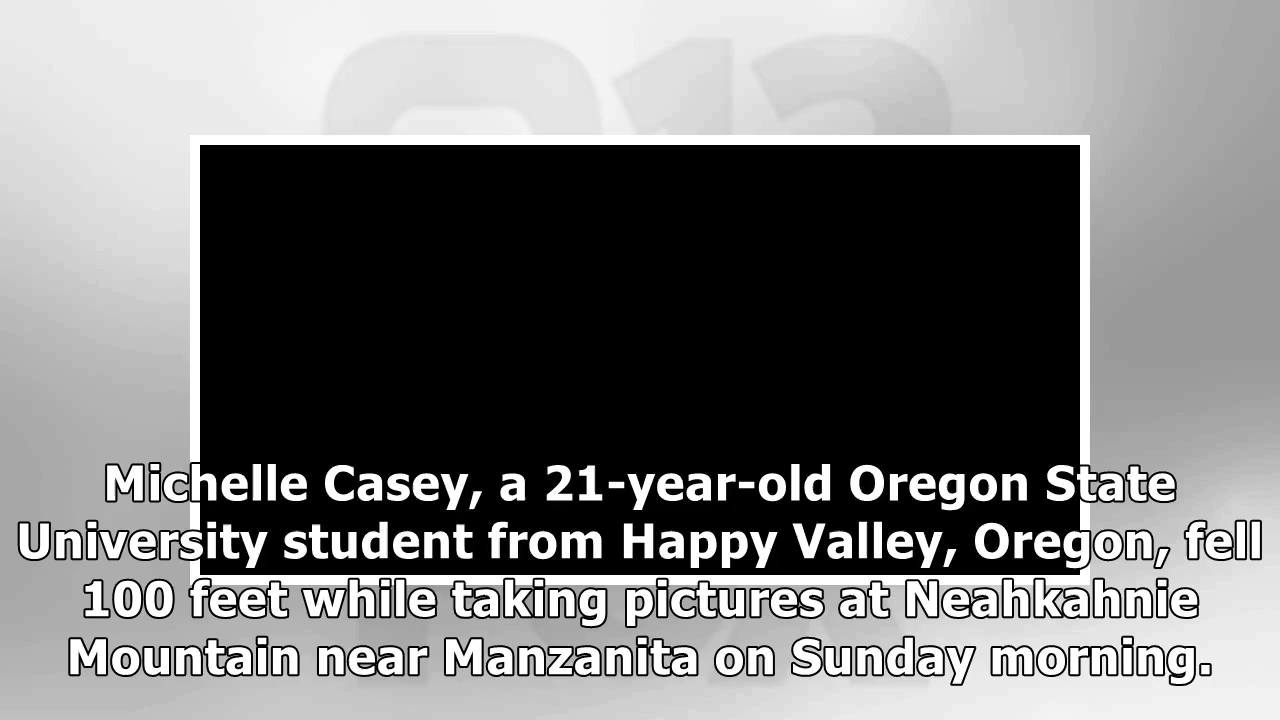 Michelle Casey, a 21-year-old Oregon State
University student from Happy Valley, Oregon, fell
100 feet while taking pictures at Neahkahnie
Mountain near Manzanita on Sunday morning.